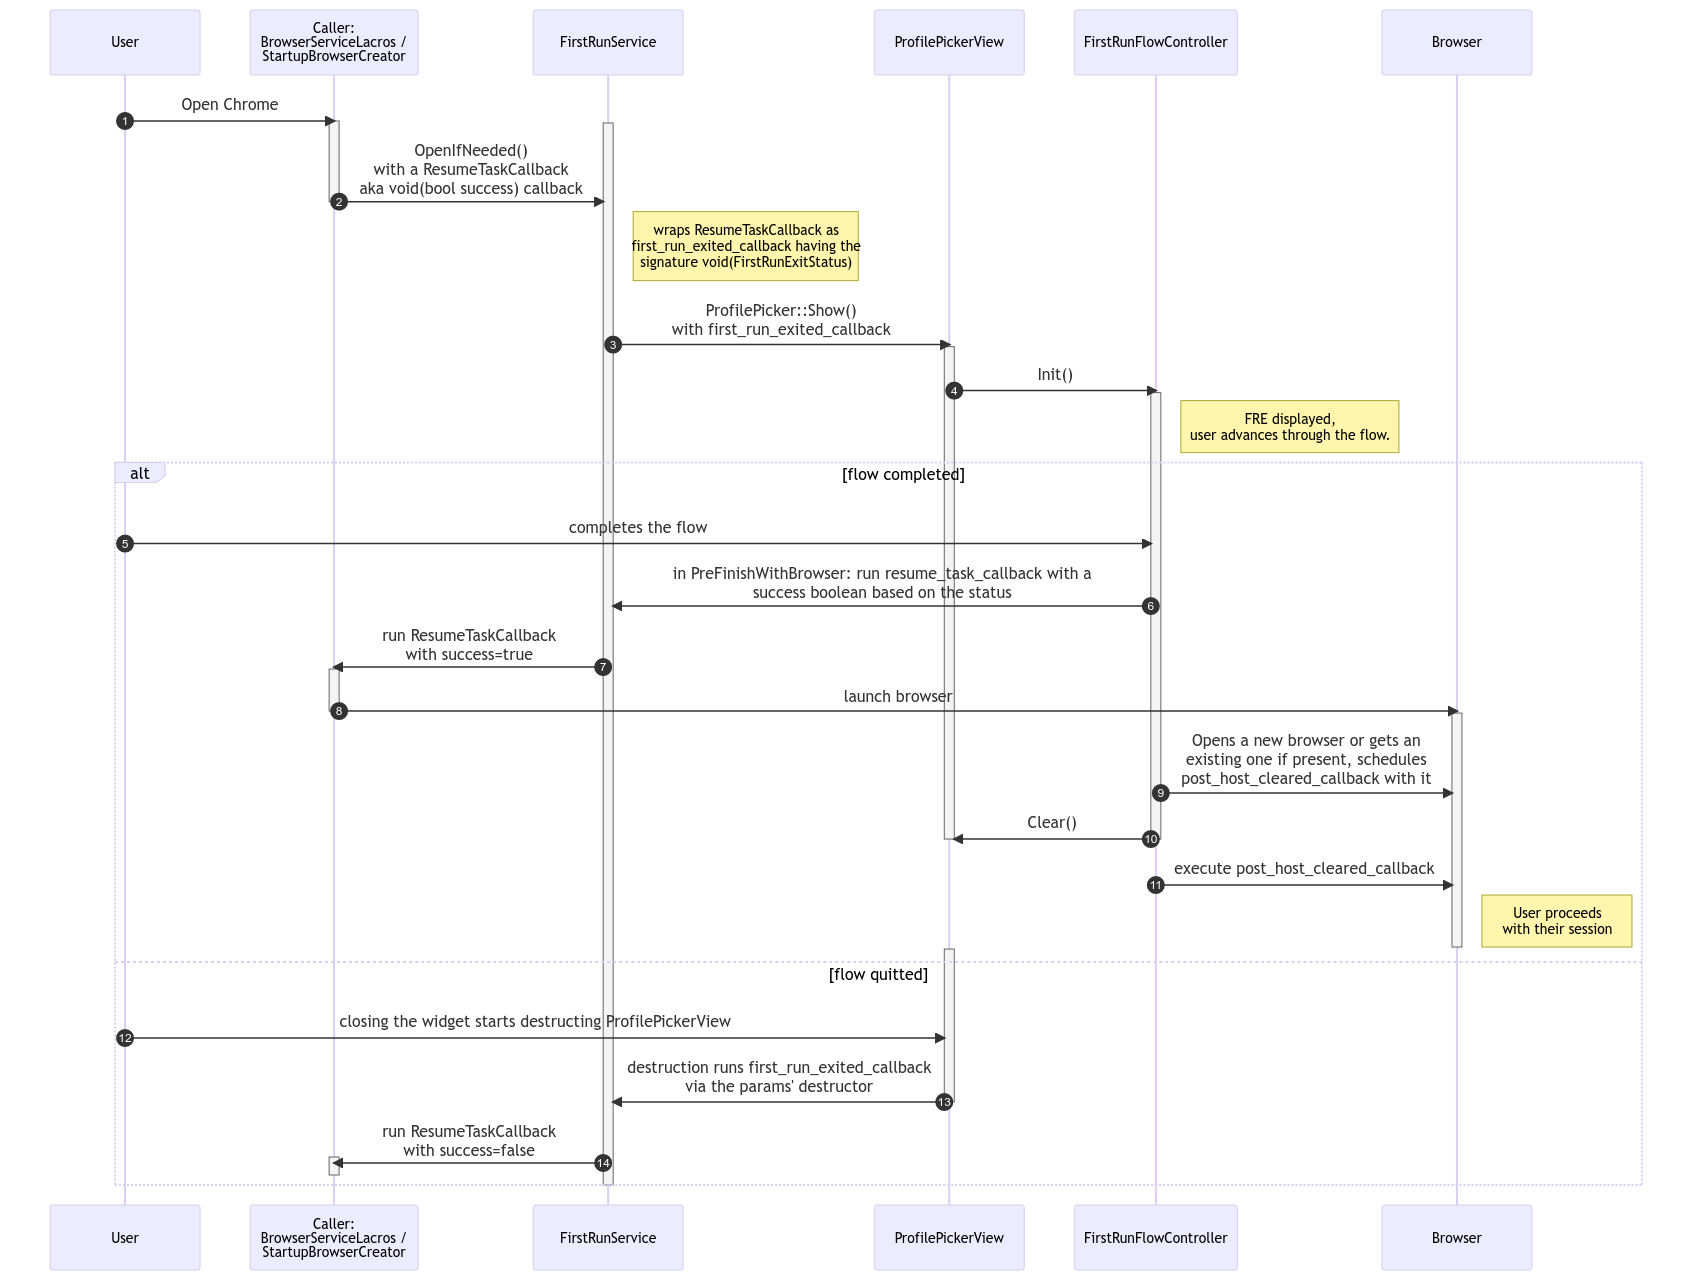 User
Caller:
BrowserServiceLacros /
StartupBrowserCreator
FirstRunService
ProfilePickerView
FirstRunFlowController
Browser
Open Chrome
1
OpenIfNeeded()
with a ResumeTaskCallback
aka void(bool success) callback
2
wraps ResumeTaskCallback as
first_run_exited_callback having the
signature void(FirstRunExitStatus)
ProfilePicker::Show()
with first_run_exited_callback
3
Init()
4
FRE displayed,
user advances through the flow.
alt
[flow completed]
completes the flow
5
in PreFinishWithBrowser: run resume_task_callback with a
success boolean based on the status
6
run ResumeTaskCallback
with success=true
7
launch browser
8
Opens a new browser or gets an
existing one if present, schedules
post_host_cleared_callback with it
9
Clear()
10
execute post_host_cleared_callback
11
User proceeds
with their session
[flow quitted]
closing the widget starts destructing ProfilePickerView
12
destruction runs first_run_exited_callback
via the params' destructor
13
run ResumeTaskCallback
with success=false
14
User
Caller:
BrowserServiceLacros /
StartupBrowserCreator
FirstRunService
ProfilePickerView
FirstRunFlowController
Browser